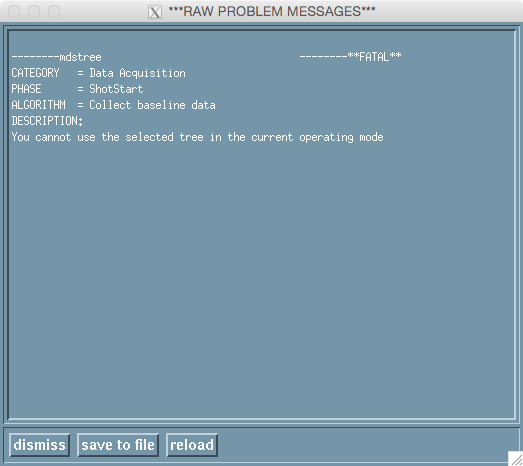 ***RAW PROBLEM MESSAGES***
--------mdstree                                 --------**FATAL**
CATEGORY   = Data Acquisition
PHASE      = ShotStart
ALGORITHM  = Collect baseline data
DESCRIPTION:
You cannot use the selected tree in the current operating mode
dismiss save to file reload